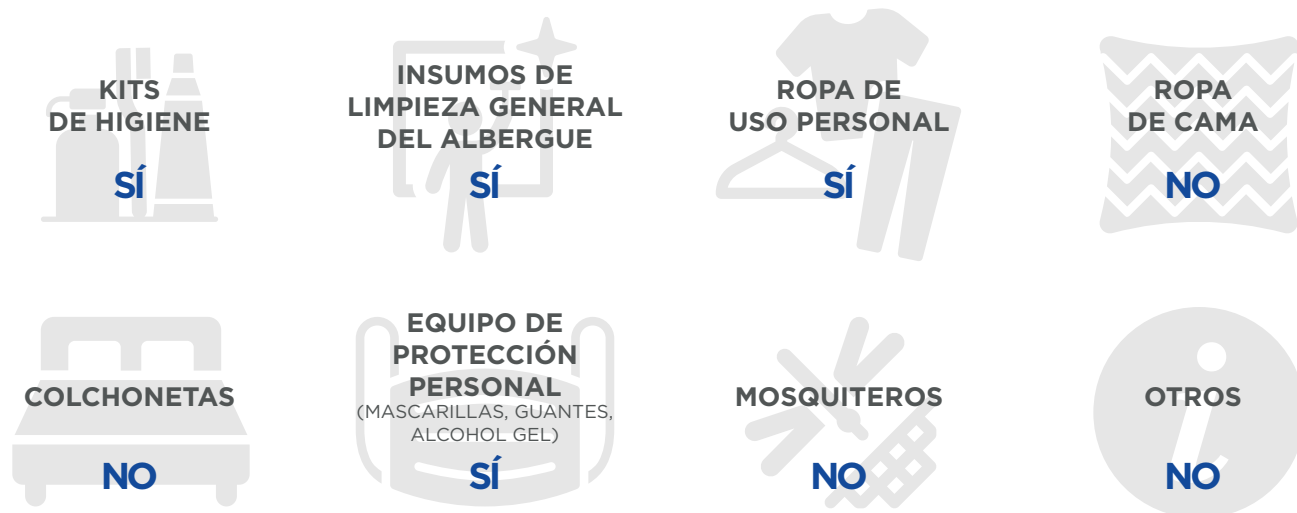 KITS
DE HIGIENE
SÍ
INSUMOS DE
LIMPIEZA GENERAL
DEL ALBERGUE
SÍ
ROPA DE
USO PERSONAL
SÍ
ROPA
DE CAMA
NO
COLCHONETAS
NO
EQUIPO DE
PROTECCIÓN
PERSONAL
(MASCARILLAS, GUANTES,
ALCOHOL GEL)
SÍ
MOSQUITEROS
NO
OTROS
NO